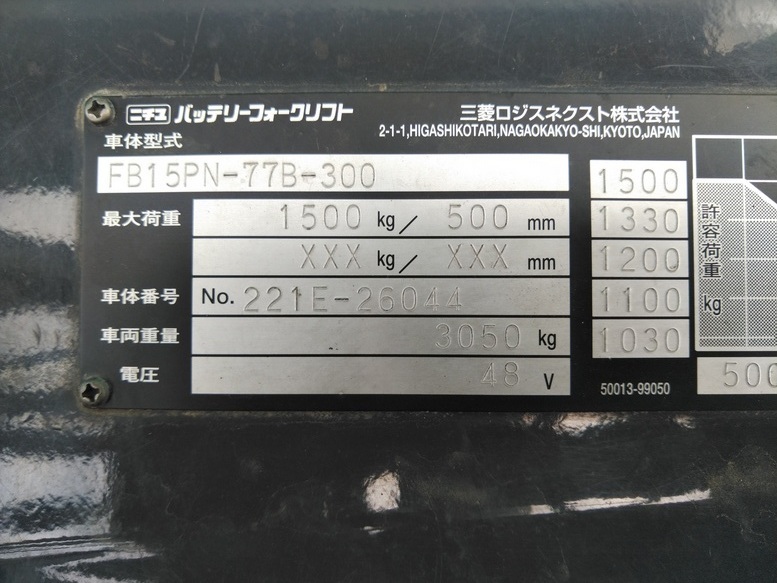 ニチユ バッテリーフォークリフト
三菱ロジスネクスト株式会社
2-1-1,HIGASHIKOTARI,NAGAOKAKYO-SHI,KYOTO,JAPAN
車体型式
FB15PN-77B-300
最大荷重 1500 kg/ 500 mm
XXX kg/ XXX mm
車体番号 No. 221E-26044
車両重量 3050 kg
電圧 48 V
1500
1330
1200
1100
1030
許容荷重
kg
50013-99050
500